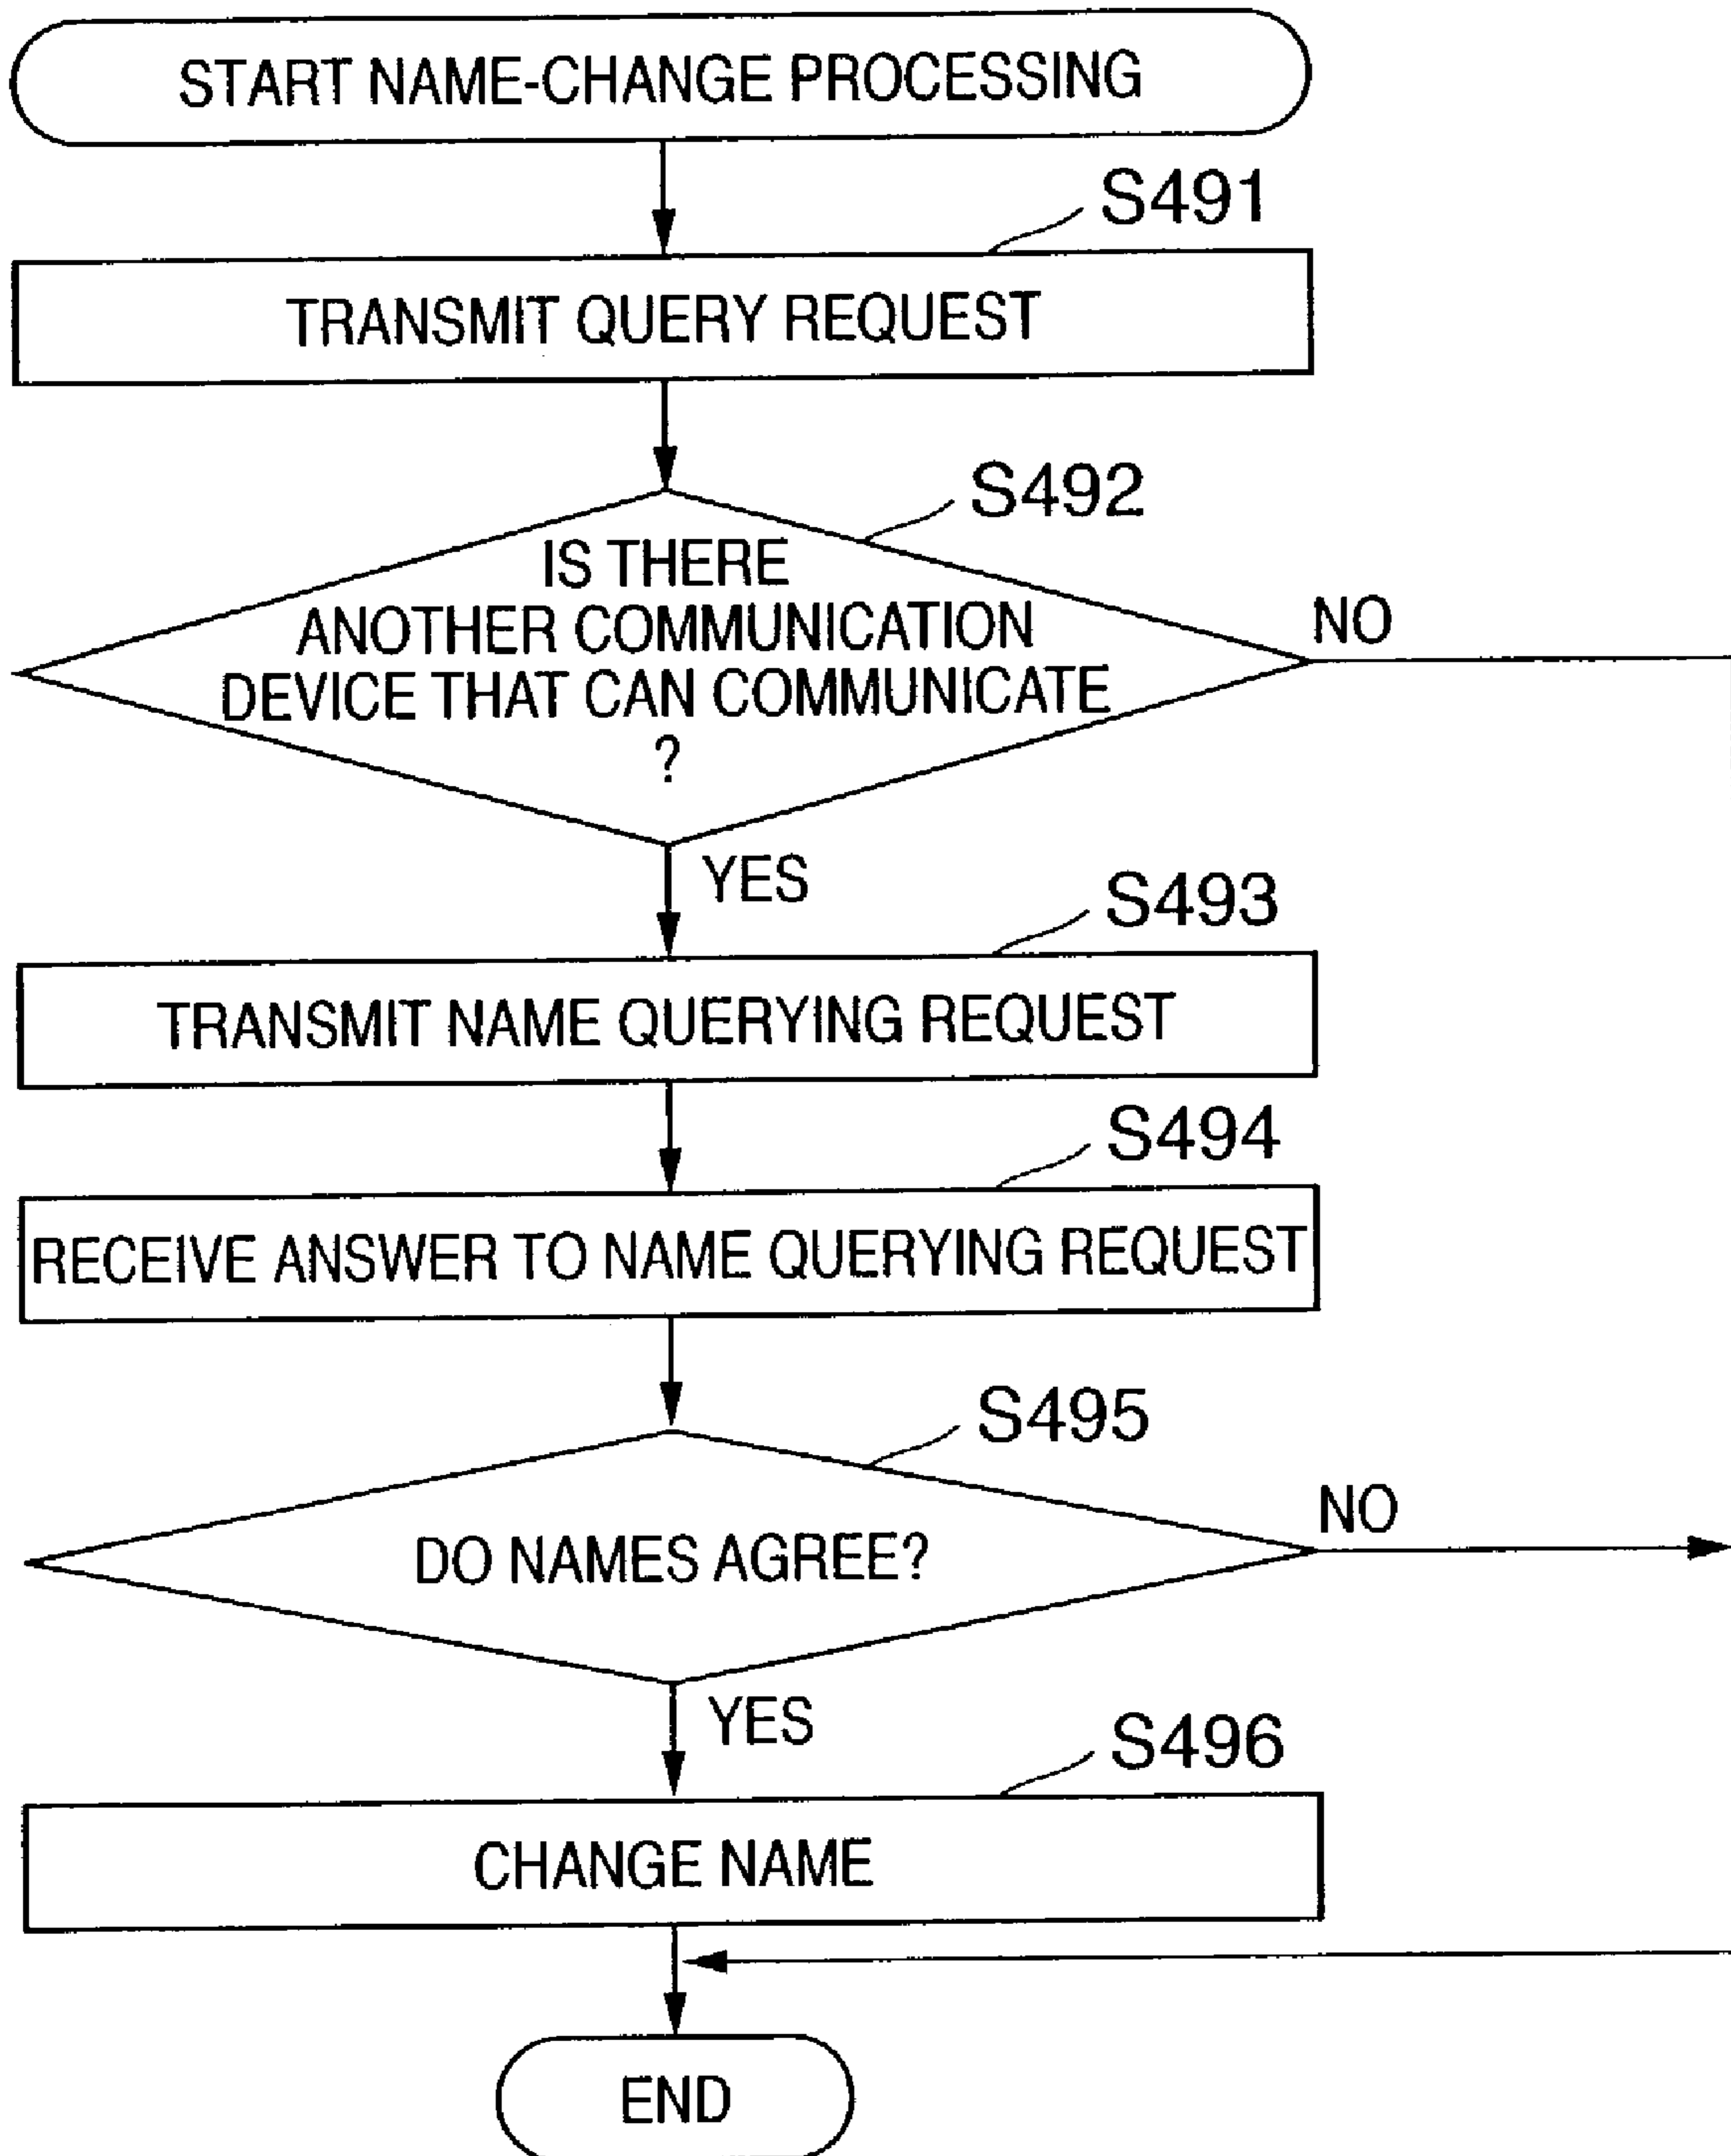 START NAME-CHANGE PROCESSING
S491
TRANSMIT QUERY REQUEST
S492
IS THERE
ANOTHER COMMUNICATION
DEVICE THAT CAN COMMUNICATE
?
NO
YES
S493
TRANSMIT NAME QUERYING REQUEST
S494
RECEIVE ANSWER TO NAME QUERYING REQUEST
S495
DO NAMES AGREE?
NO
YES
S496
CHANGE NAME
END